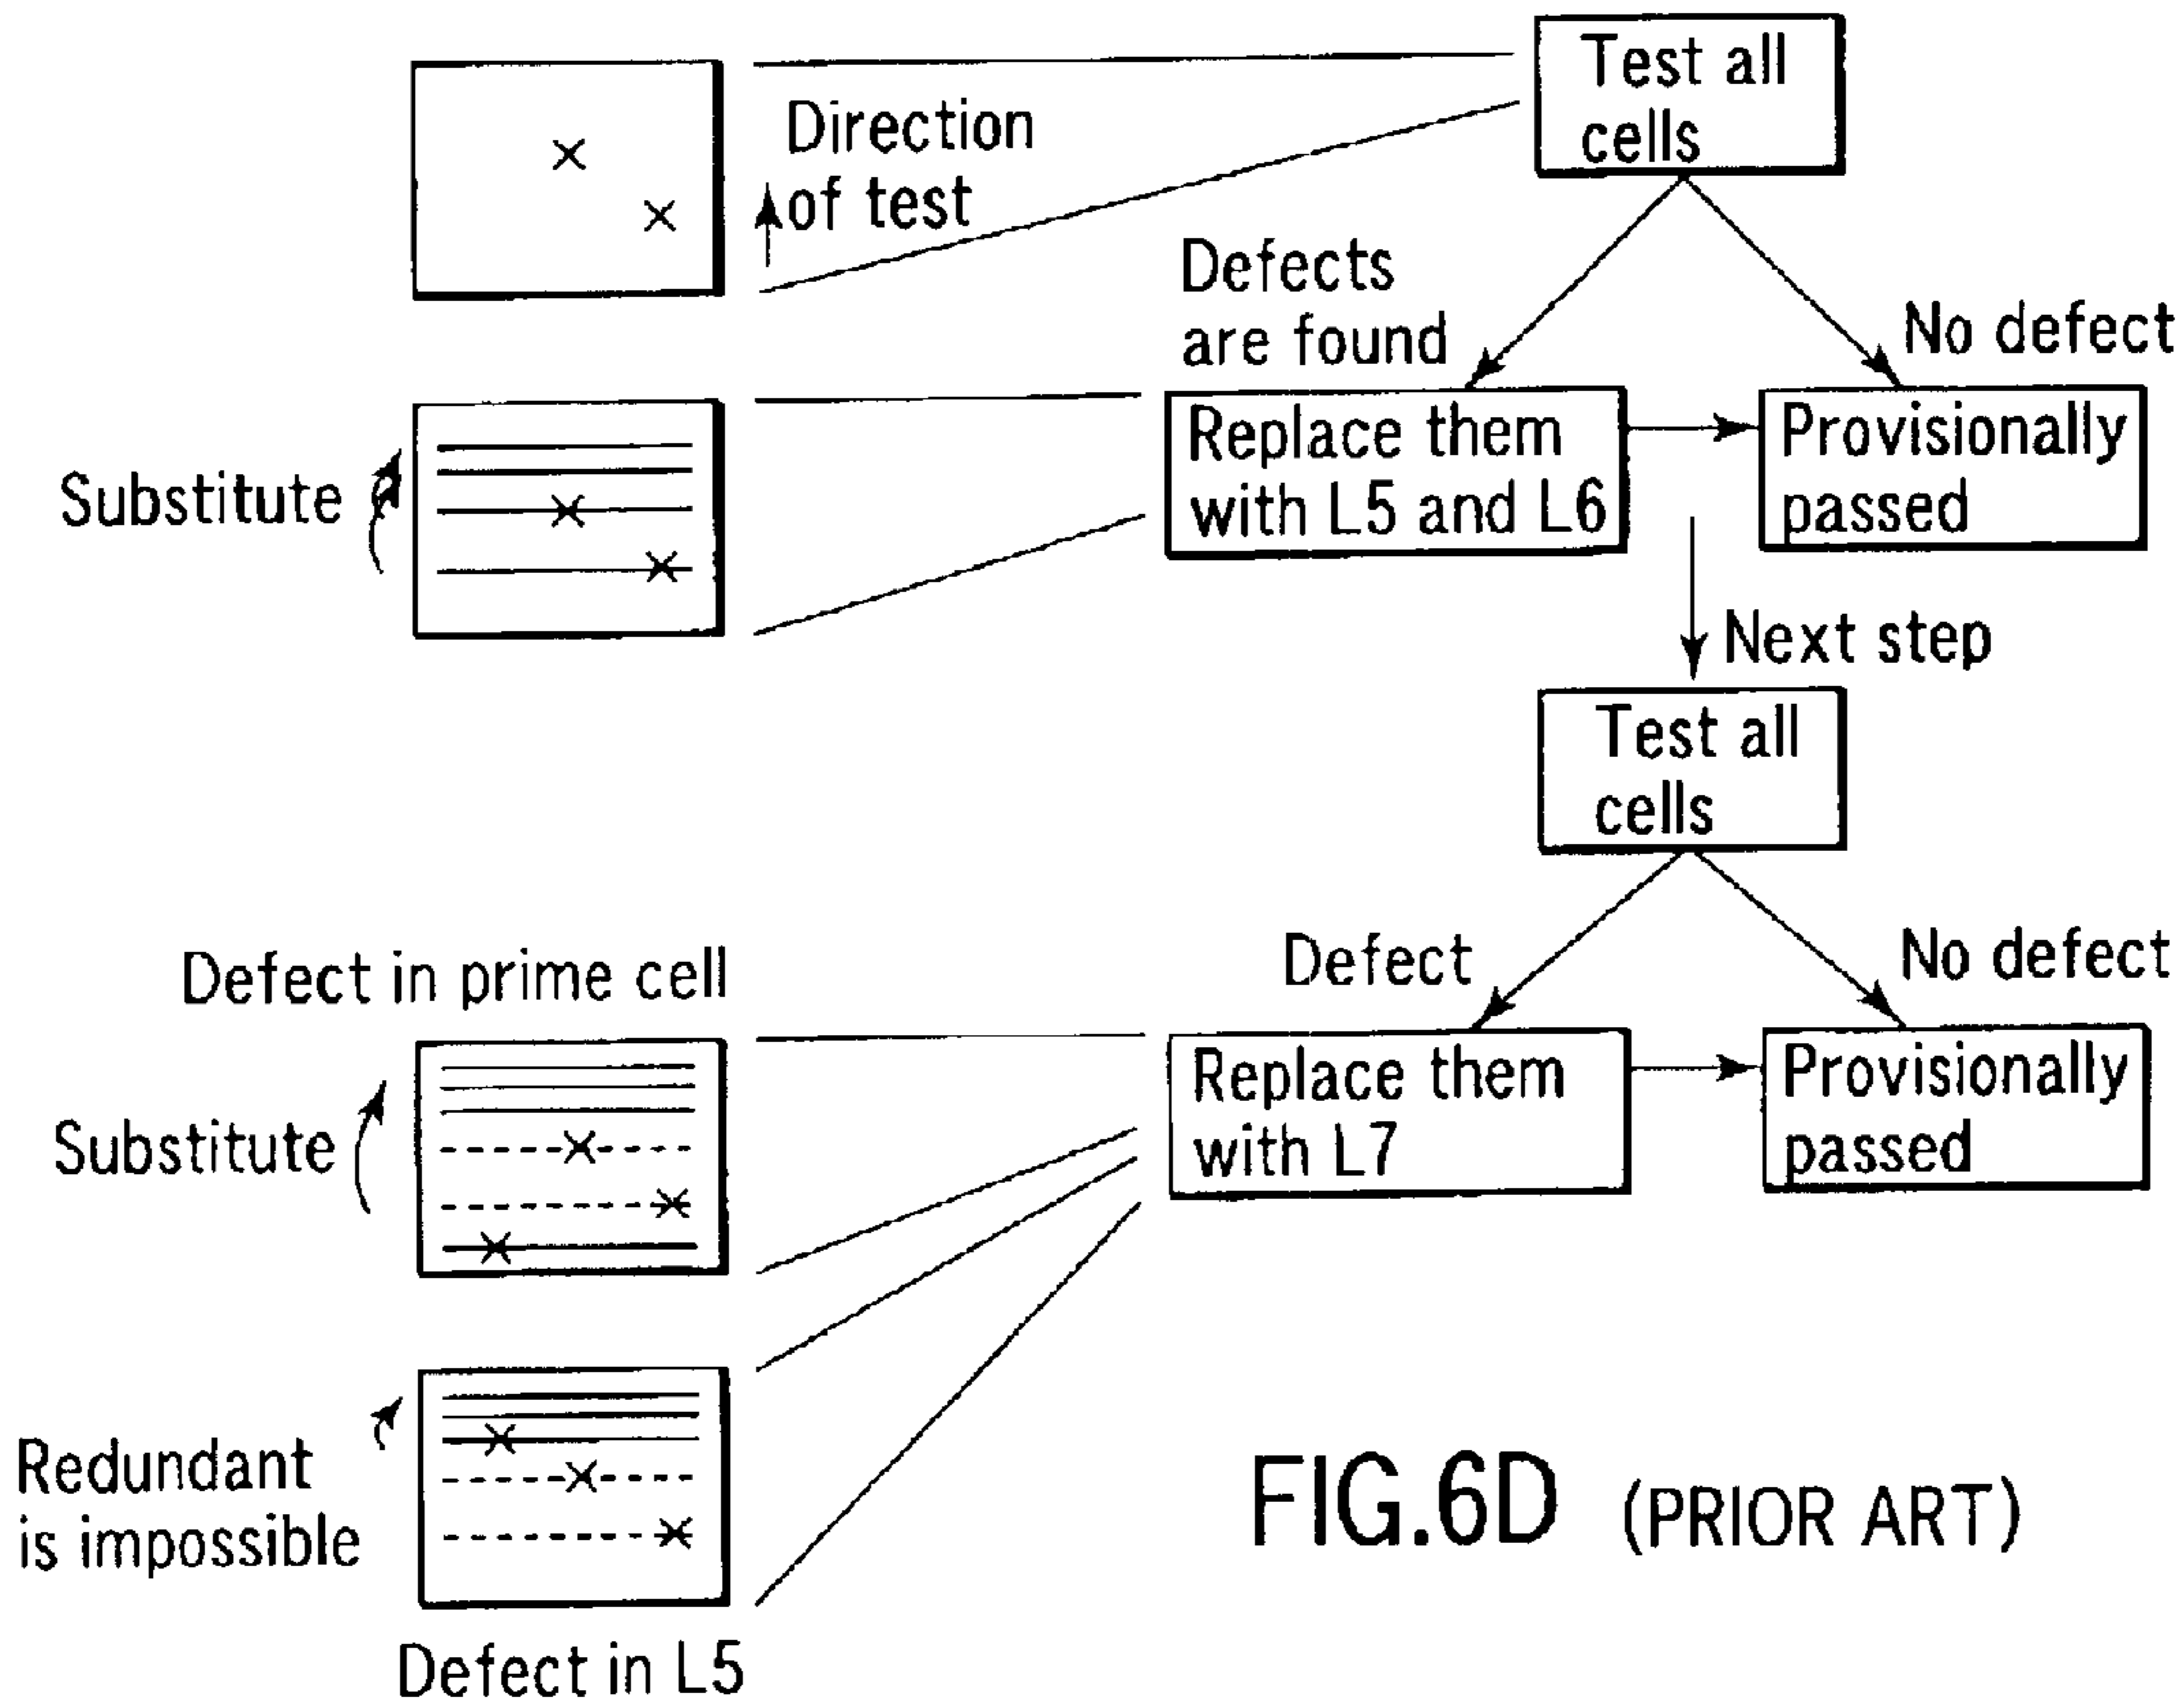 Test all
cells
Direction
of test
Defects
are found
No defect
Replace them
with L5 and L6
Provisionally
passed
Substitute
Next step
Test all
cells
Defect in prime cell
Defect
No defect
Substitute
Replace them
with L7
Provisionally
passed
Redundant
is impossible
Defect in L5
FIG.6D (PRIOR ART)